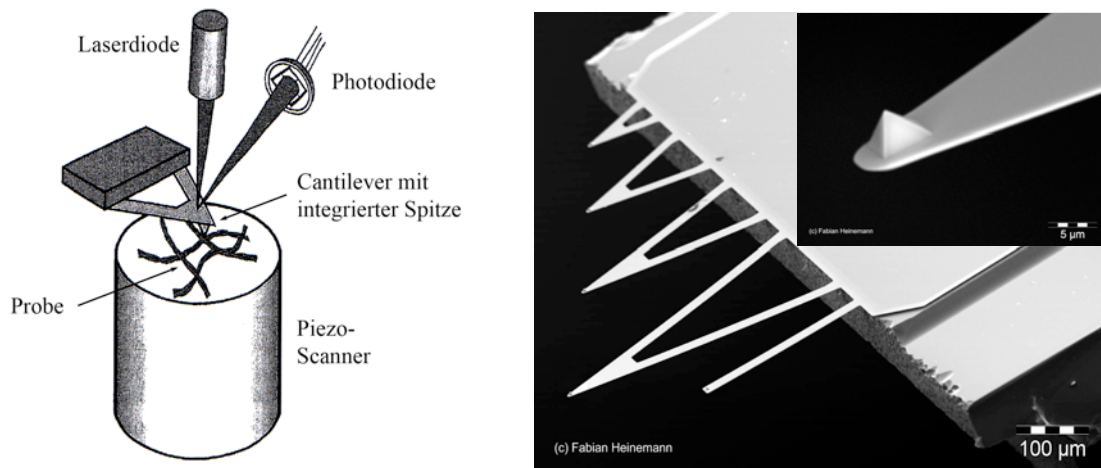 Laserdiode
Photodiode
Cantilever mit
integrierter Spitze
Probe
Piezo-
Scanner
(c) Fabian Heinemann
5 µm
(c) Fabian Heinemann
100 µm